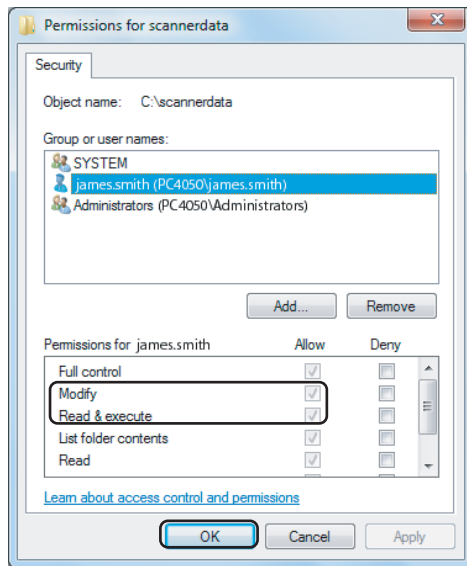 Permissions for scannerdata
Security
Object name: C:\scannerdata
Group or user names:
SYSTEM
james.smith (PC4050\james.smith)
Administrators (PC4050\Administrators)
Add... Remove
Permissions for james.smith Allow Deny
Full control
Modify
Read & execute
List folder contents
Read
Learn about access control and permissions
OK Cancel Apply